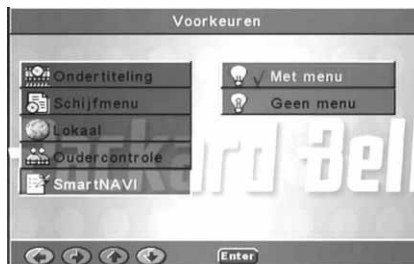 Voorkeuren
Ondertiteling
Schijfmenu
Lokaal
Oudercontrole
SmartNAVI
Met menu
Geen menu
Packard Bell
Enter